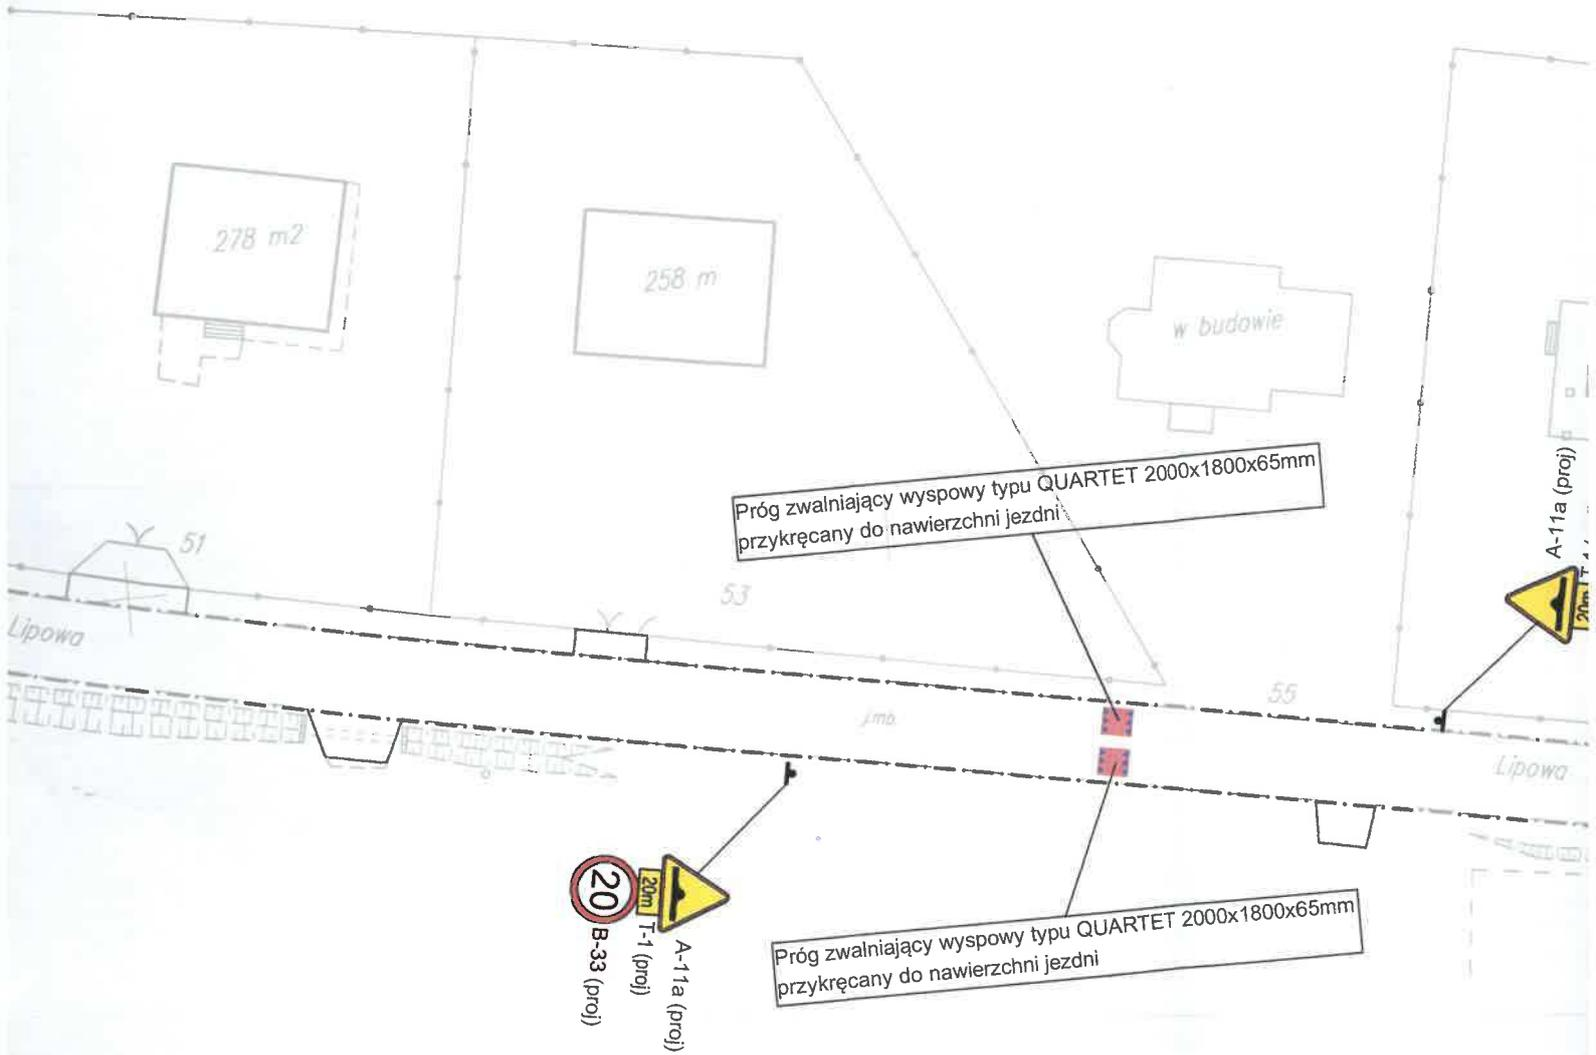 278 m2
258 m
w budowie
Próg zwalniający wyspowy typu QUARTET 2000x1800x65mm
przykręcany do nawierzchni jezdni
A-11a (proj)
20m
51
53
55
Lipowa
j.mb.
Lipowa
20
20m
B-33 (proj)
T-1 (proj)
A-11a (proj)
Próg zwalniający wyspowy typu QUARTET 2000x1800x65mm
przykręcany do nawierzchni jezdni